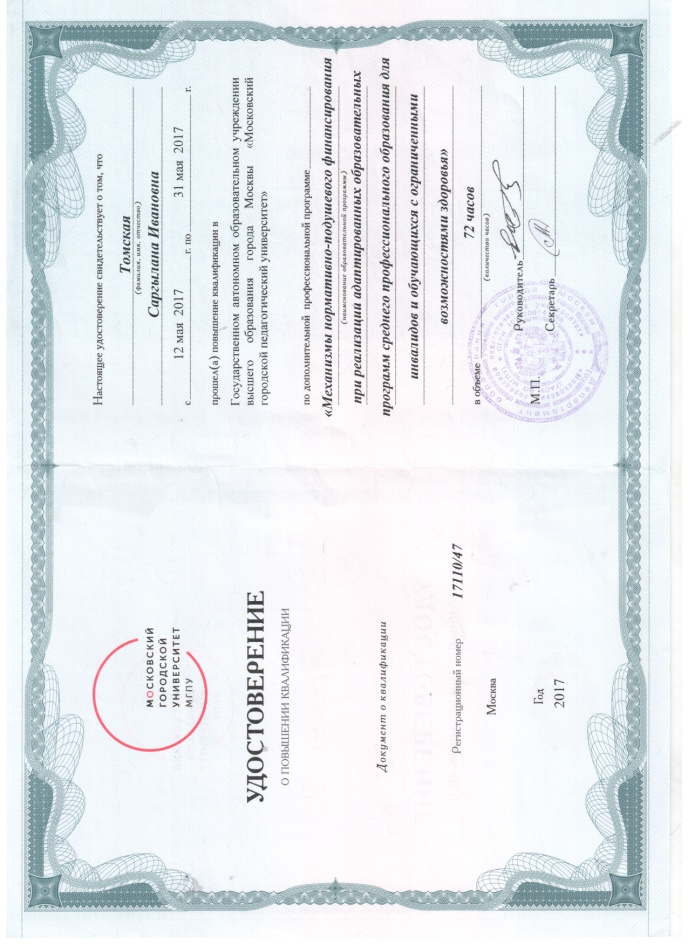 МОСКОВСКИЙ
ГОРОДСКОЙ
УНИВЕРСИТЕТ
МГПУ
УДОСТОВЕРЕНИЕ
О ПОВЫШЕНИИ КВАЛИФИКАЦИИ
Документ о квалификации
Регистрационный номер 17110/47
Москва
Год
2017
Настоящее удостоверение свидетельствует о том, что
Томская
(фамилия, имя, отчество)
Саргылана Ивановна
с 12 мая 2017 г. по 31 мая 2017 г.
прошел(а) повышение квалификации в
Государственном автономном образовательном учреждении
высшего образования города Москвы «Московский
городской педагогический университет»
по дополнительной профессиональной программе
«Механизмы нормативно-подушевого финансирования
(наименование образовательной программы)
при реализации адаптированных образовательных
программ среднего профессионального образования для
инвалидов и обучающихся с ограниченными
возможностями здоровья»
в объеме 72 часов
(количество часов)
Руководитель
М.П.
Секретарь